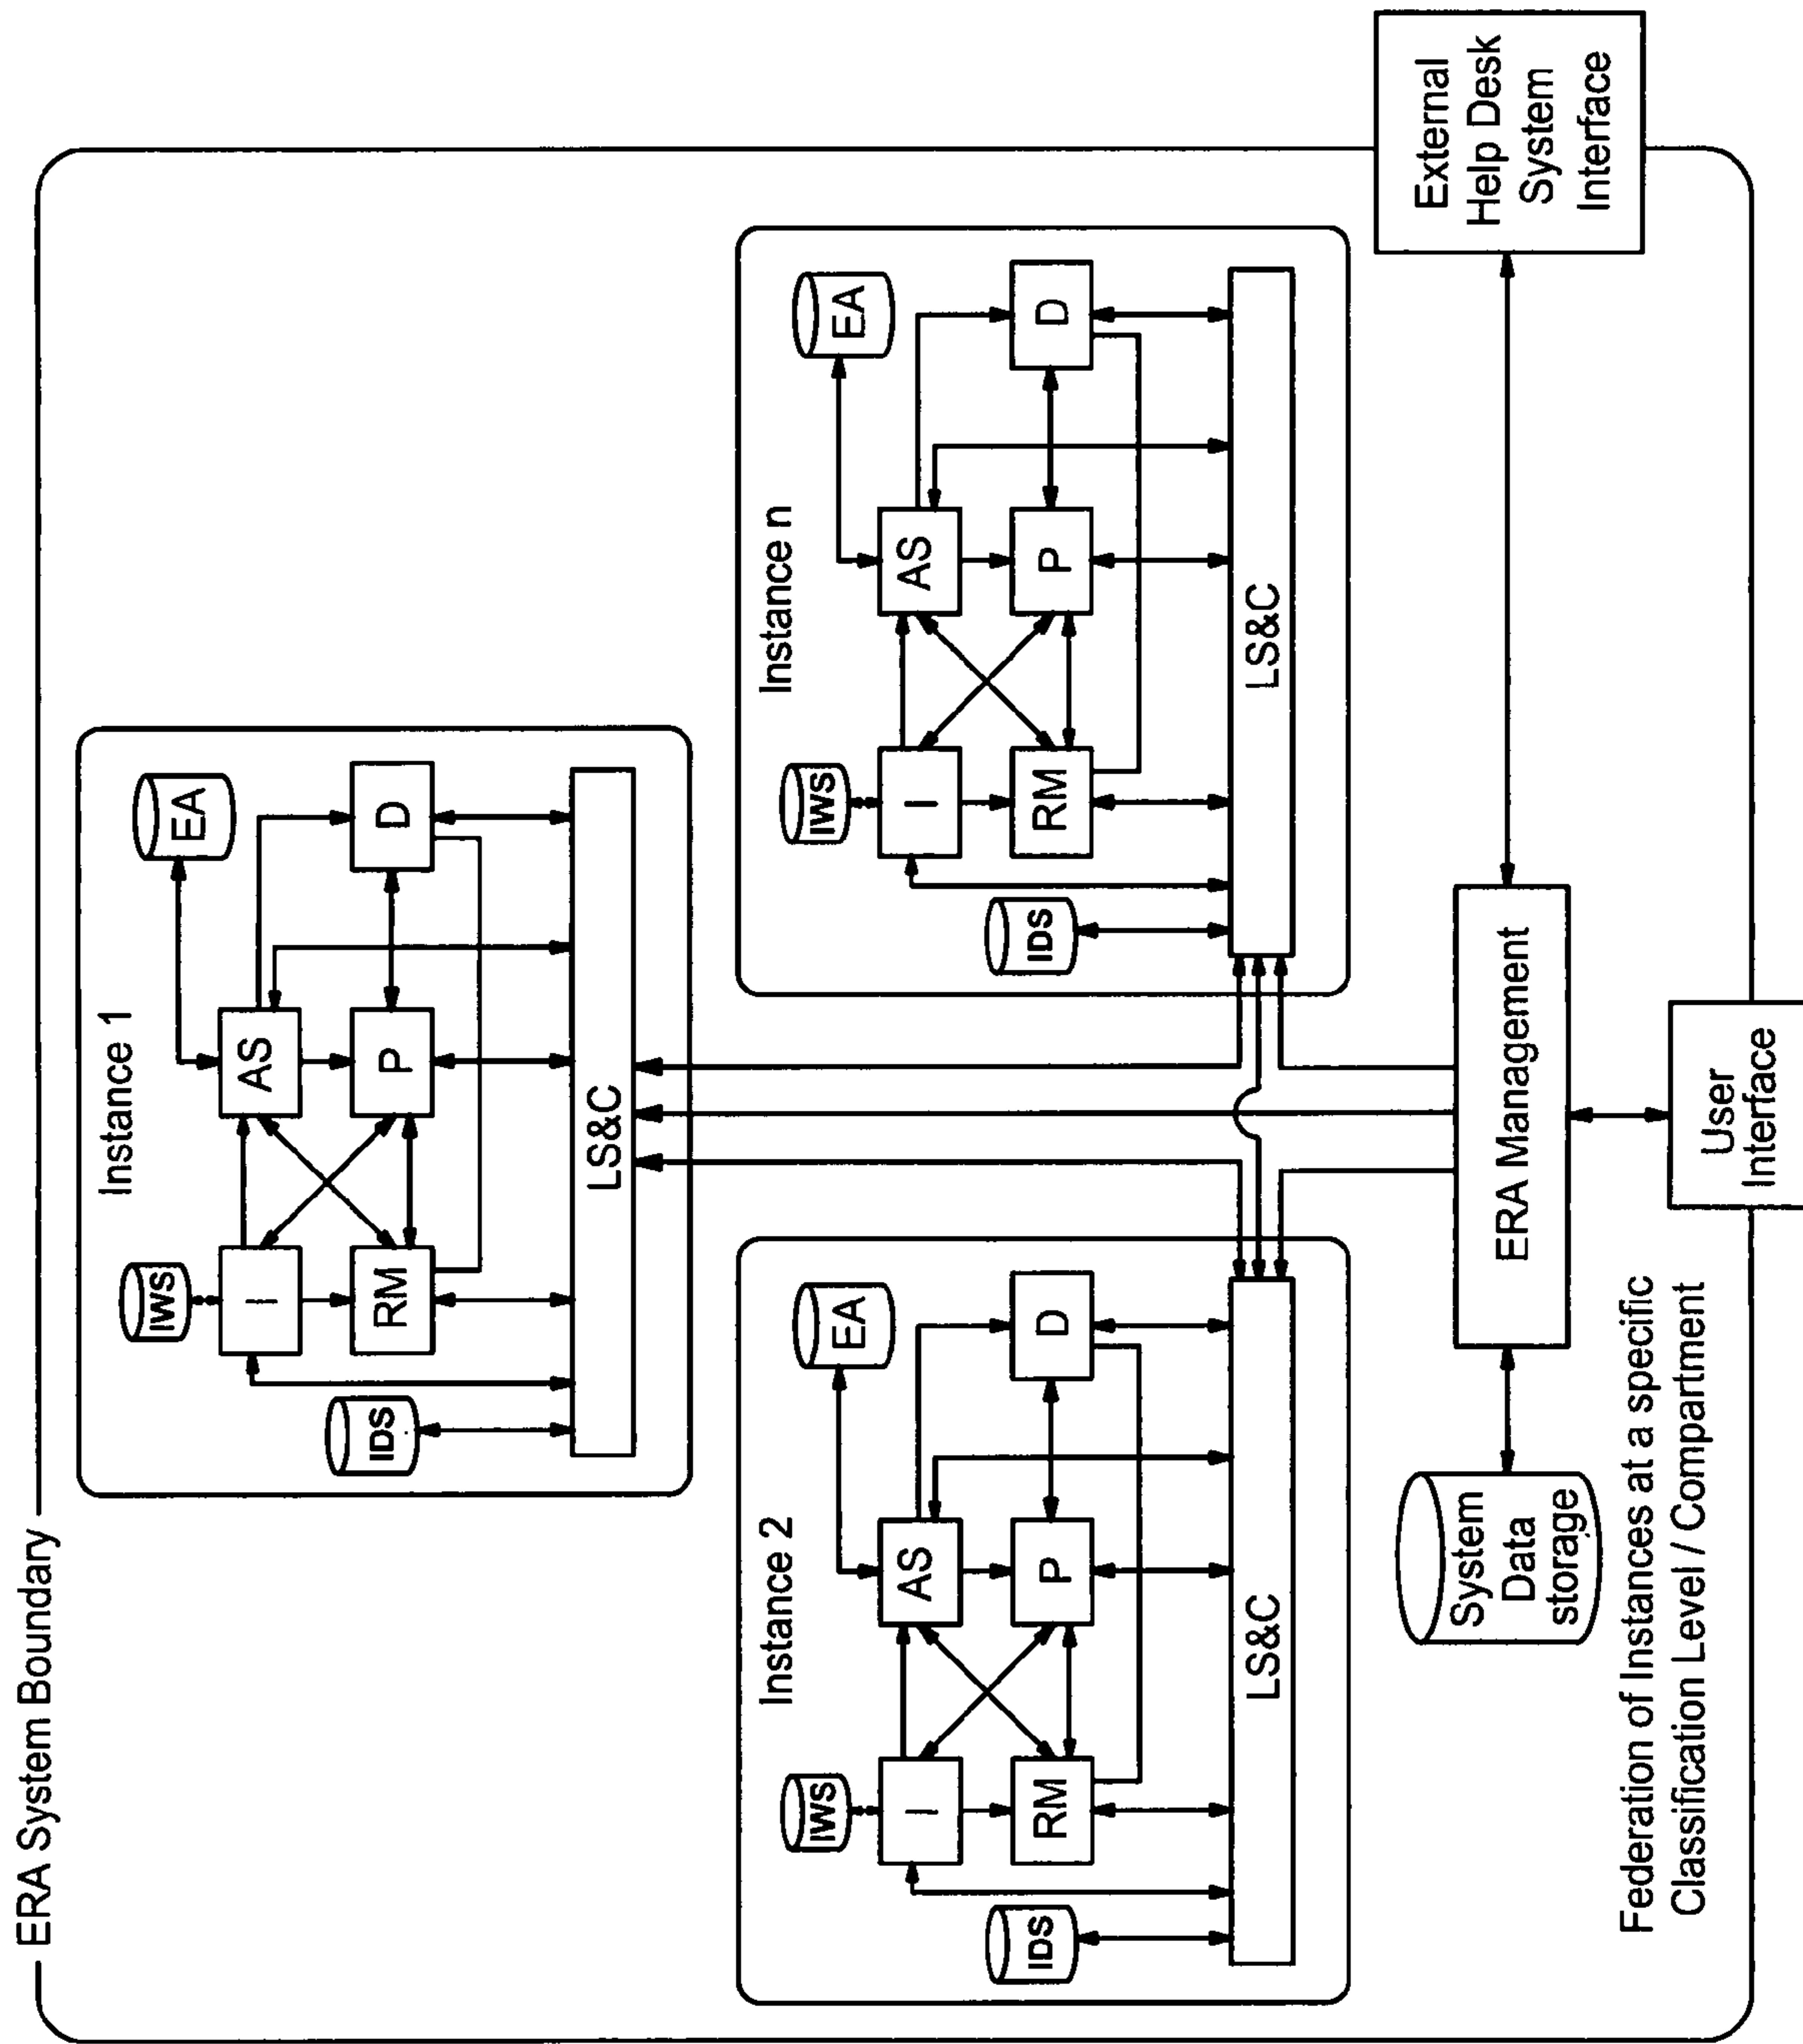 ERA System Boundary
Instance 1
IWS
EA
I
AS
IDS
RM
P
D
LS&C
Instance 2
IWS
EA
I
AS
IDS
RM
P
D
LS&C
Instance n
IWS
EA
I
AS
IDS
RM
P
D
LS&C
System
Data
storage
ERA Management
External
Help Desk
System
Interface
Federation of Instances at a specific
Classification Level / Compartment
User
Interface